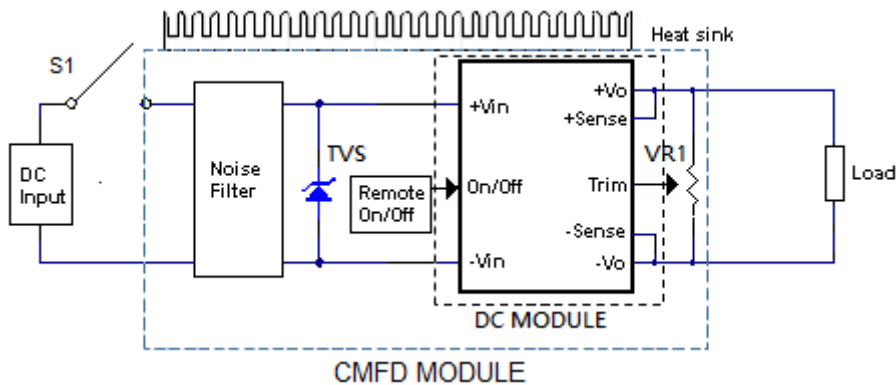 Heat sink
S1
+Vin
+Vo
+Sense
DC
Input
Noise
Filter
TVS
Remote
On/Off
On/Off
Trim
VR1
Load
-Sense
-Vin
-Vo
DC MODULE
CMFD MODULE